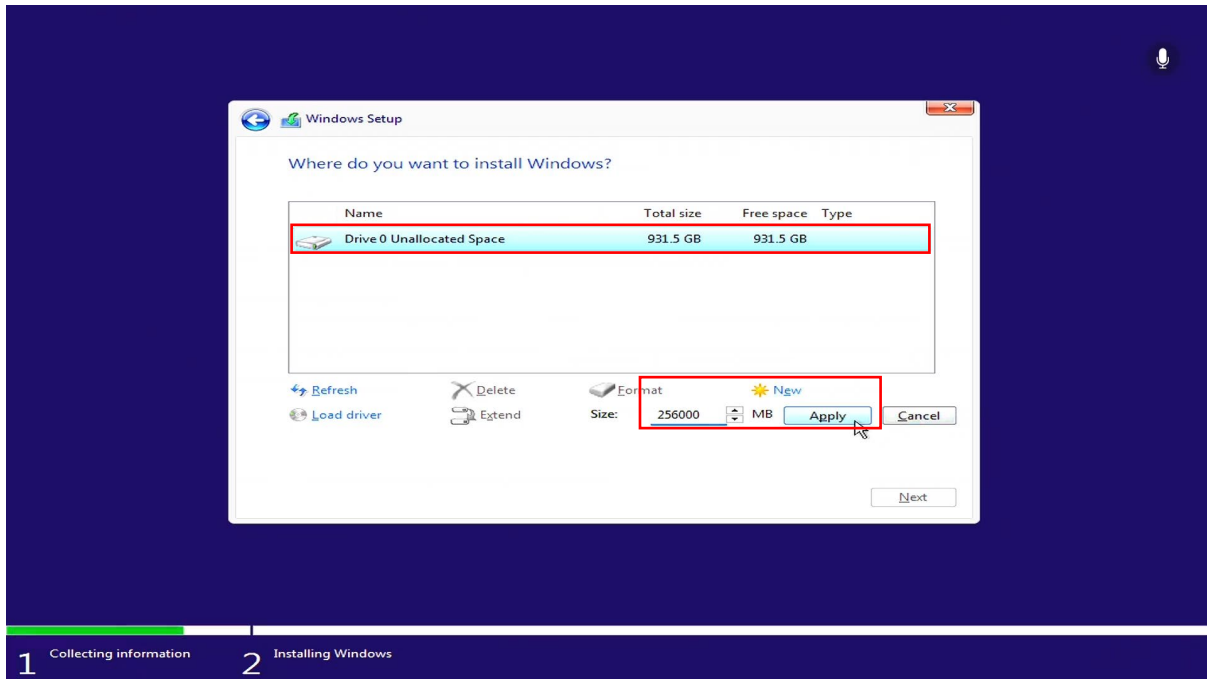 Windows Setup
Where do you want to install Windows?
Name Total size Free space Type
Drive 0 Unallocated Space 931.5 GB 931.5 GB
Refresh Delete Format New
Load driver Extend Size: 256000 MB Apply Cancel
Next
1 Collecting information 2 Installing Windows